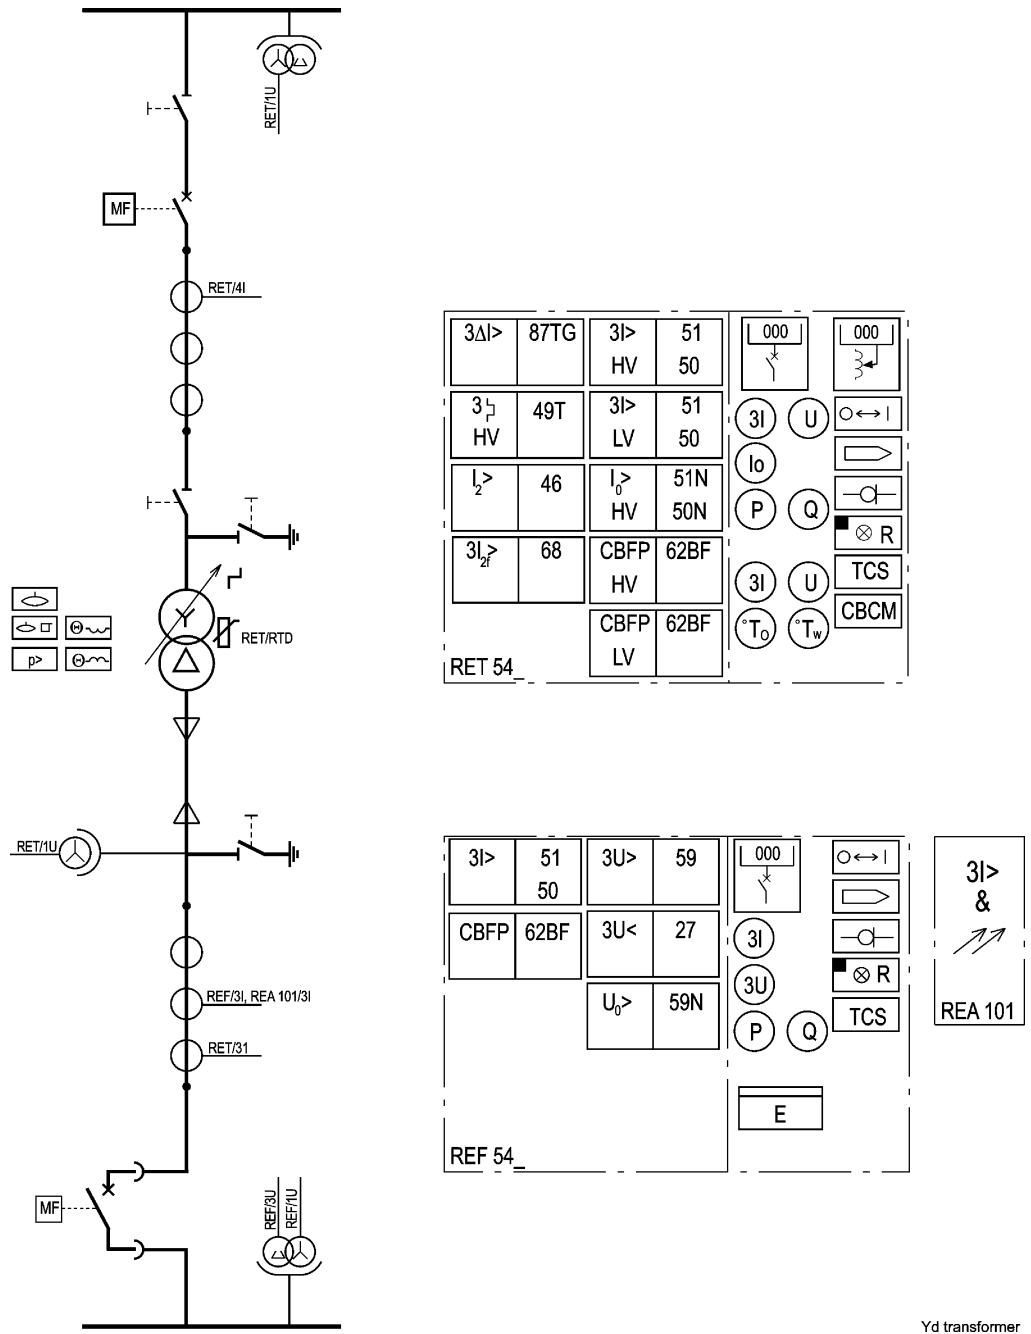 RET/1U
MF
RET/4I
RET/RTD
p>
Θ
Θ
Y
RET/1U
REF/3I, REA 101/3I
RET/31
MF
REF/3U
REF/1U
3ΔI> 87TG 3I> 51
HV 50
3 49T 3I> 51
HV LV 50
I2> 46 I0> 51N
HV 50N
3I2f> 68 CBFP 62BF
HV
CBFP 62BF
LV
RET 54_
000
000
3I U
I
Io
P Q
R
3I U TCS
°To °Tw CBCM
3I> 51 3U> 59
50
CBFP 62BF 3U< 27
U0> 59N
REF 54_
000
I
3I
3U
R
P Q TCS
E
3I>
&
REA 101
Yd transformer